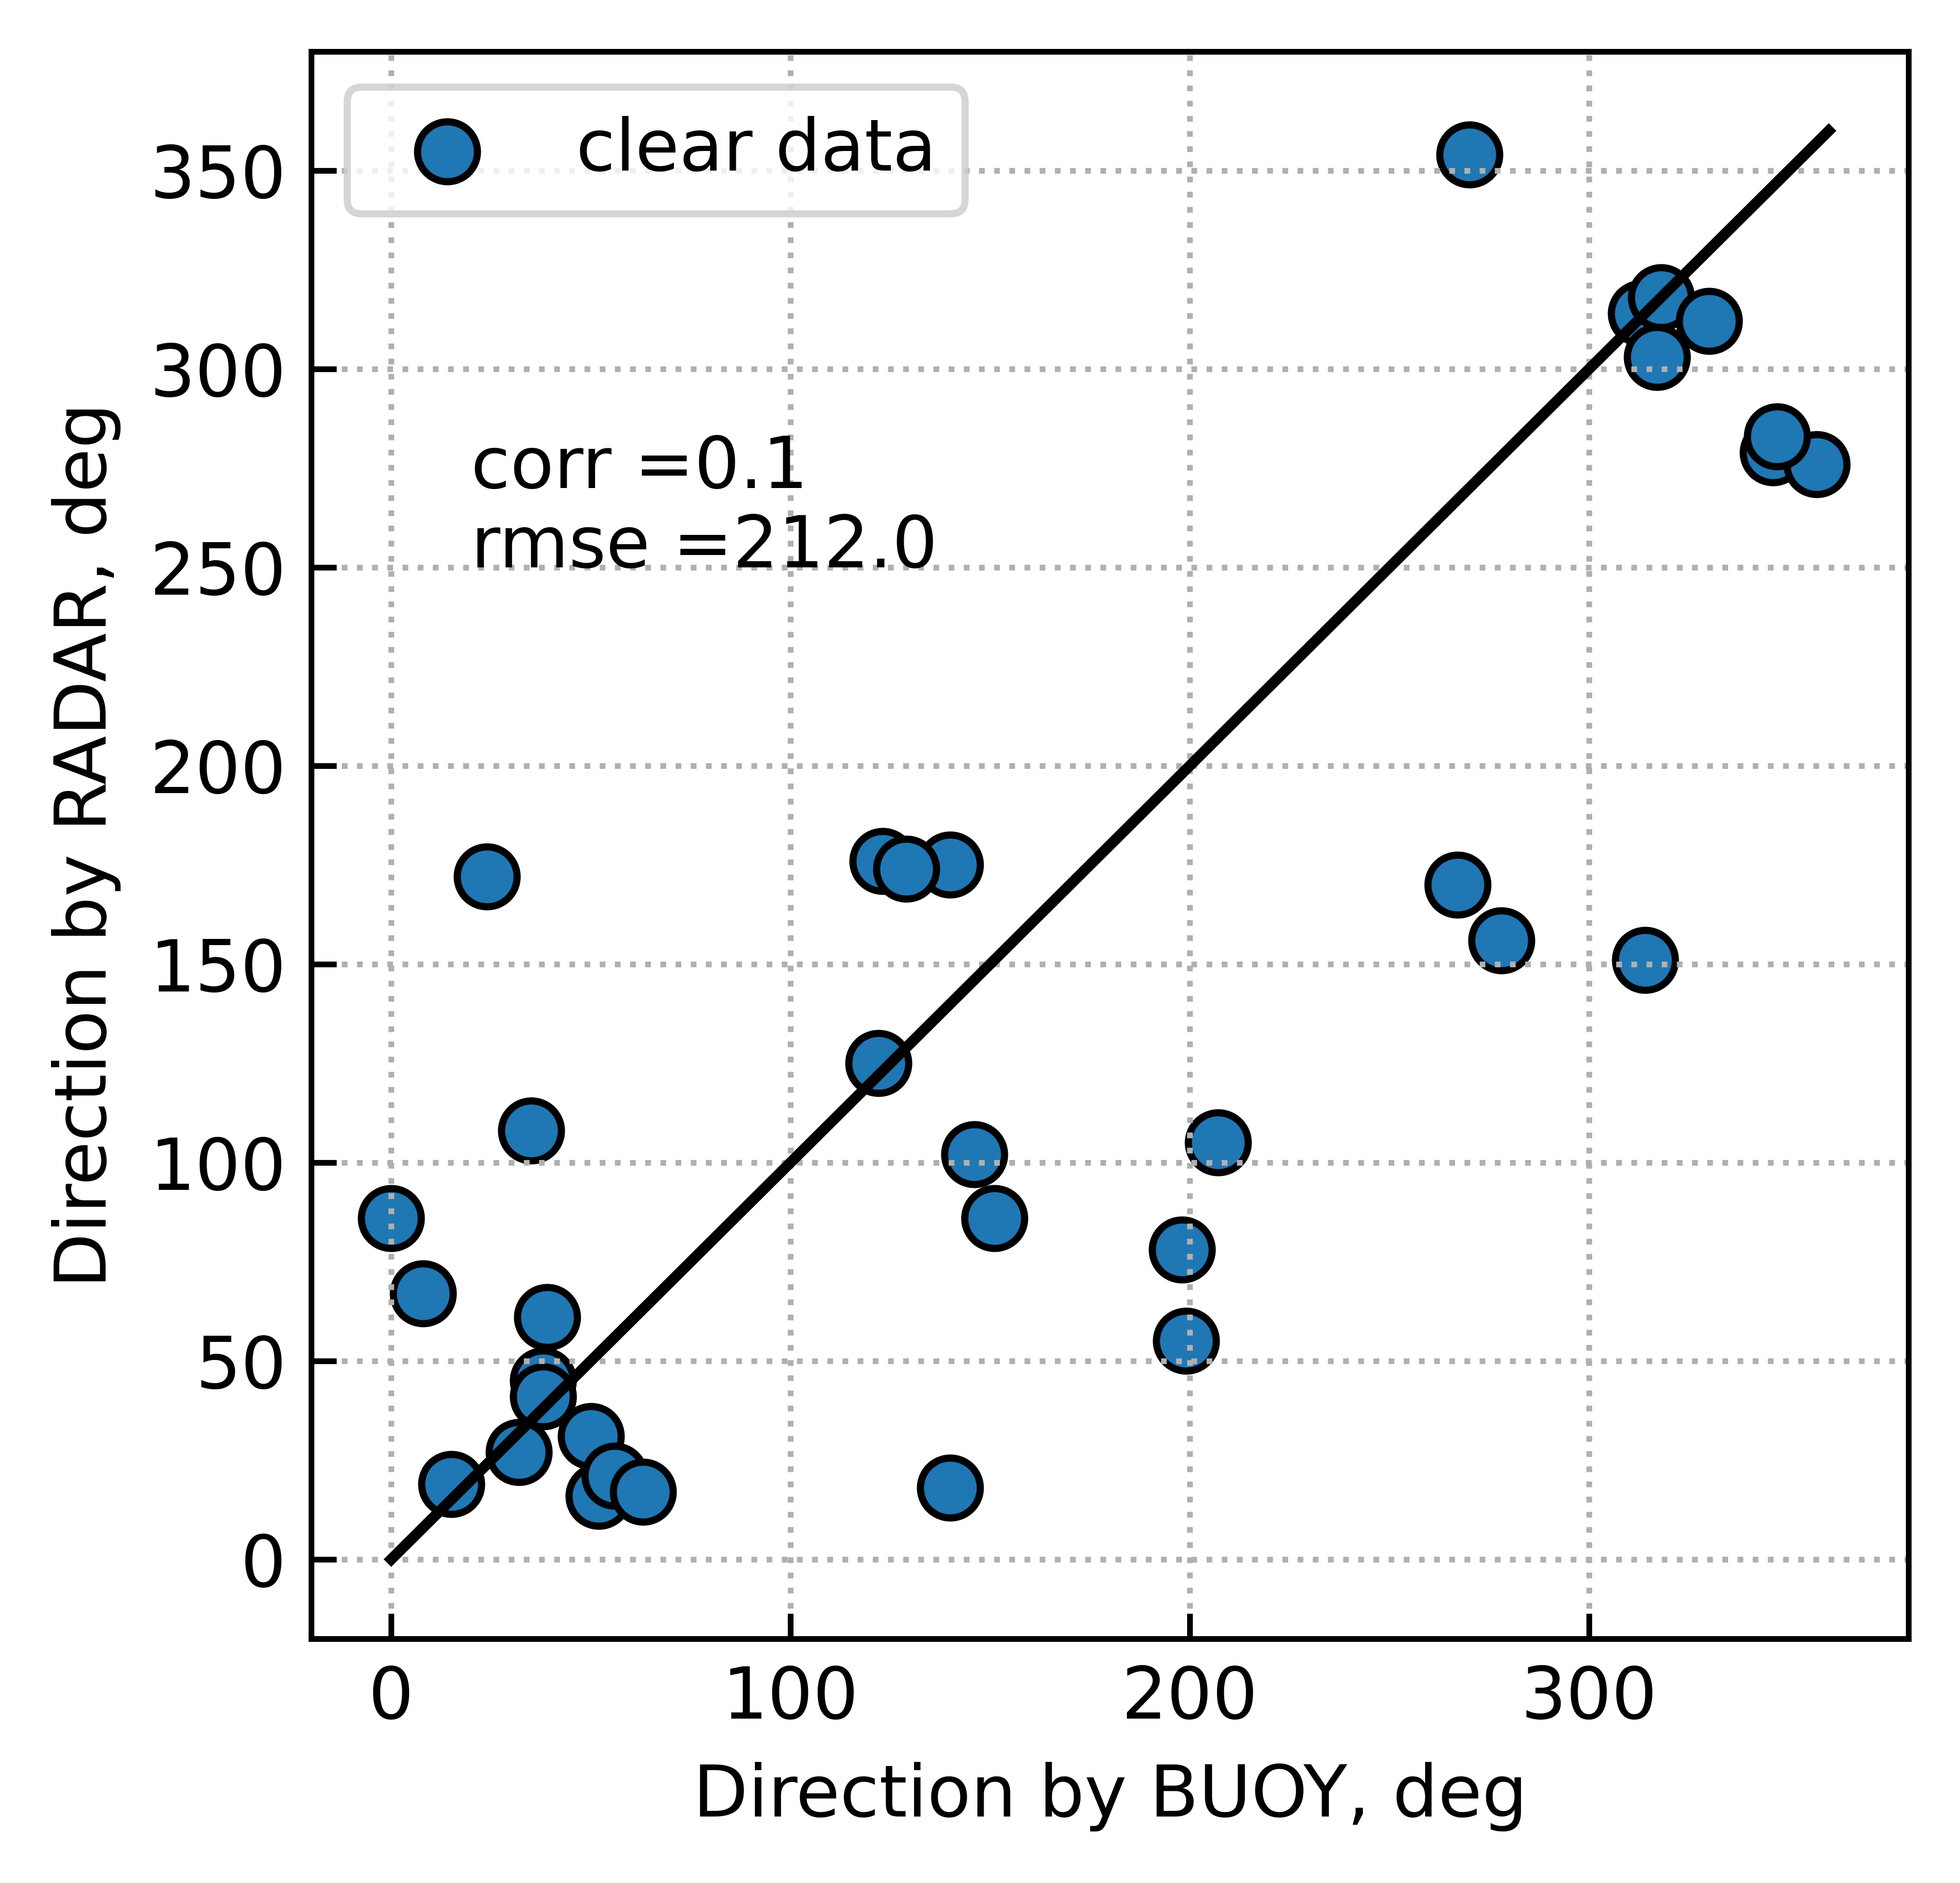 clear data
corr =0.1
rmse =212.0
Direction by RADAR, deg
350
300
250
200
150
100
50
0
0 100 200 300
Direction by BUOY, deg